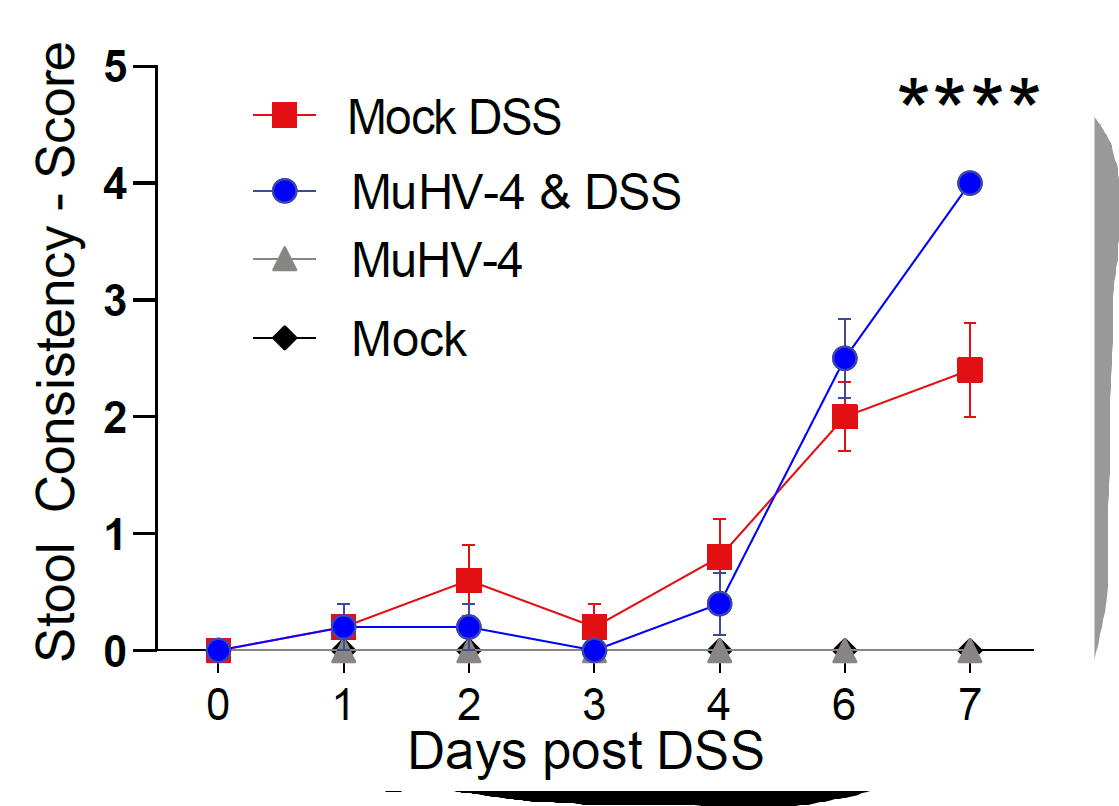 Stool Consistency - Score
5
4
3
2
1
0
Mock DSS
MuHV-4 & DSS
MuHV-4
Mock
****
0 1 2 3 4 6 7
Days post DSS